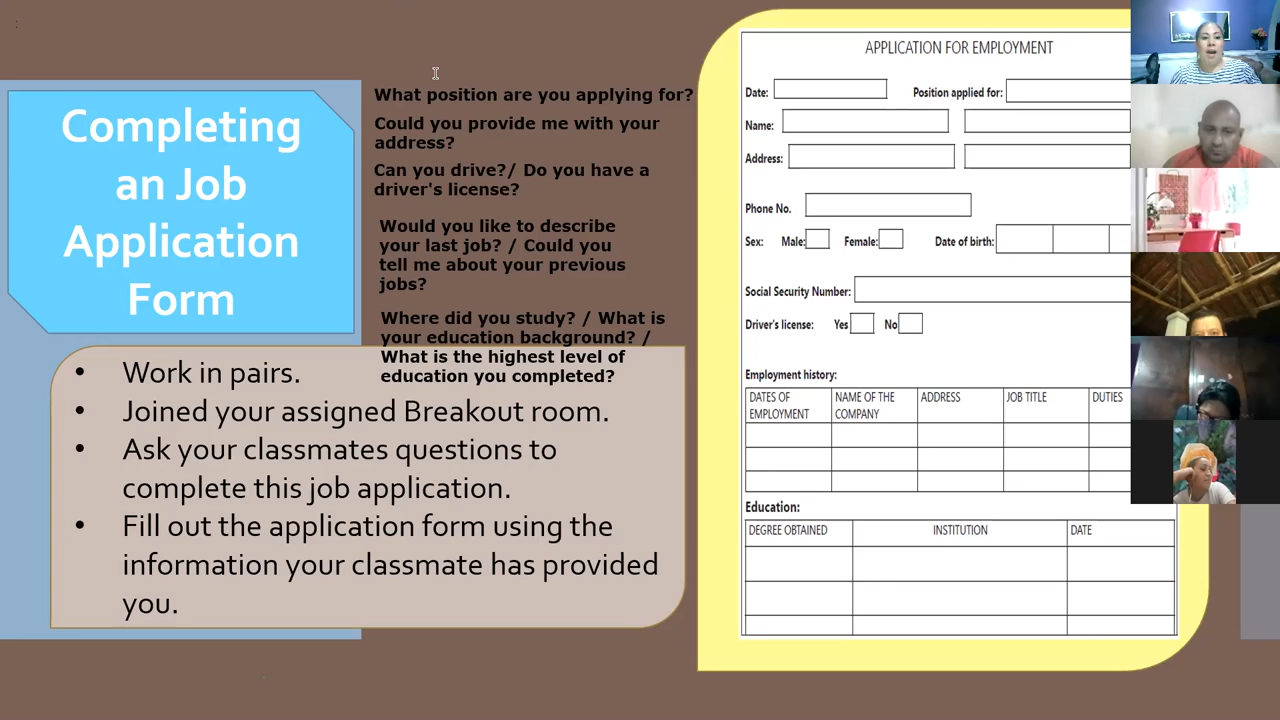 Completing
an Job
Application
Form
What position are you applying for?
Could you provide me with your
address?
Can you drive?/ Do you have a
driver's license?
Would you like to describe
your last job? / Could you
tell me about your previous
jobs?
Where did you study? / What is
your education background? /
What is the highest level of
education you completed?
• Work in pairs.
• Joined your assigned Breakout room.
• Ask your classmates questions to
complete this job application.
• Fill out the application form using the
information your classmate has provided
you.
APPLICATION FOR EMPLOYMENT
Date: Position applied for:
Name:
Address:
Phone No.
Sex: Male: Female: Date of birth:
Social Security Number:
Driver's license: Yes No
Employment history:
DATES OF NAME OF THE ADDRESS JOB TITLE DUTIES
EMPLOYMENT COMPANY
Education:
DEGREE OBTAINED INSTITUTION DATE